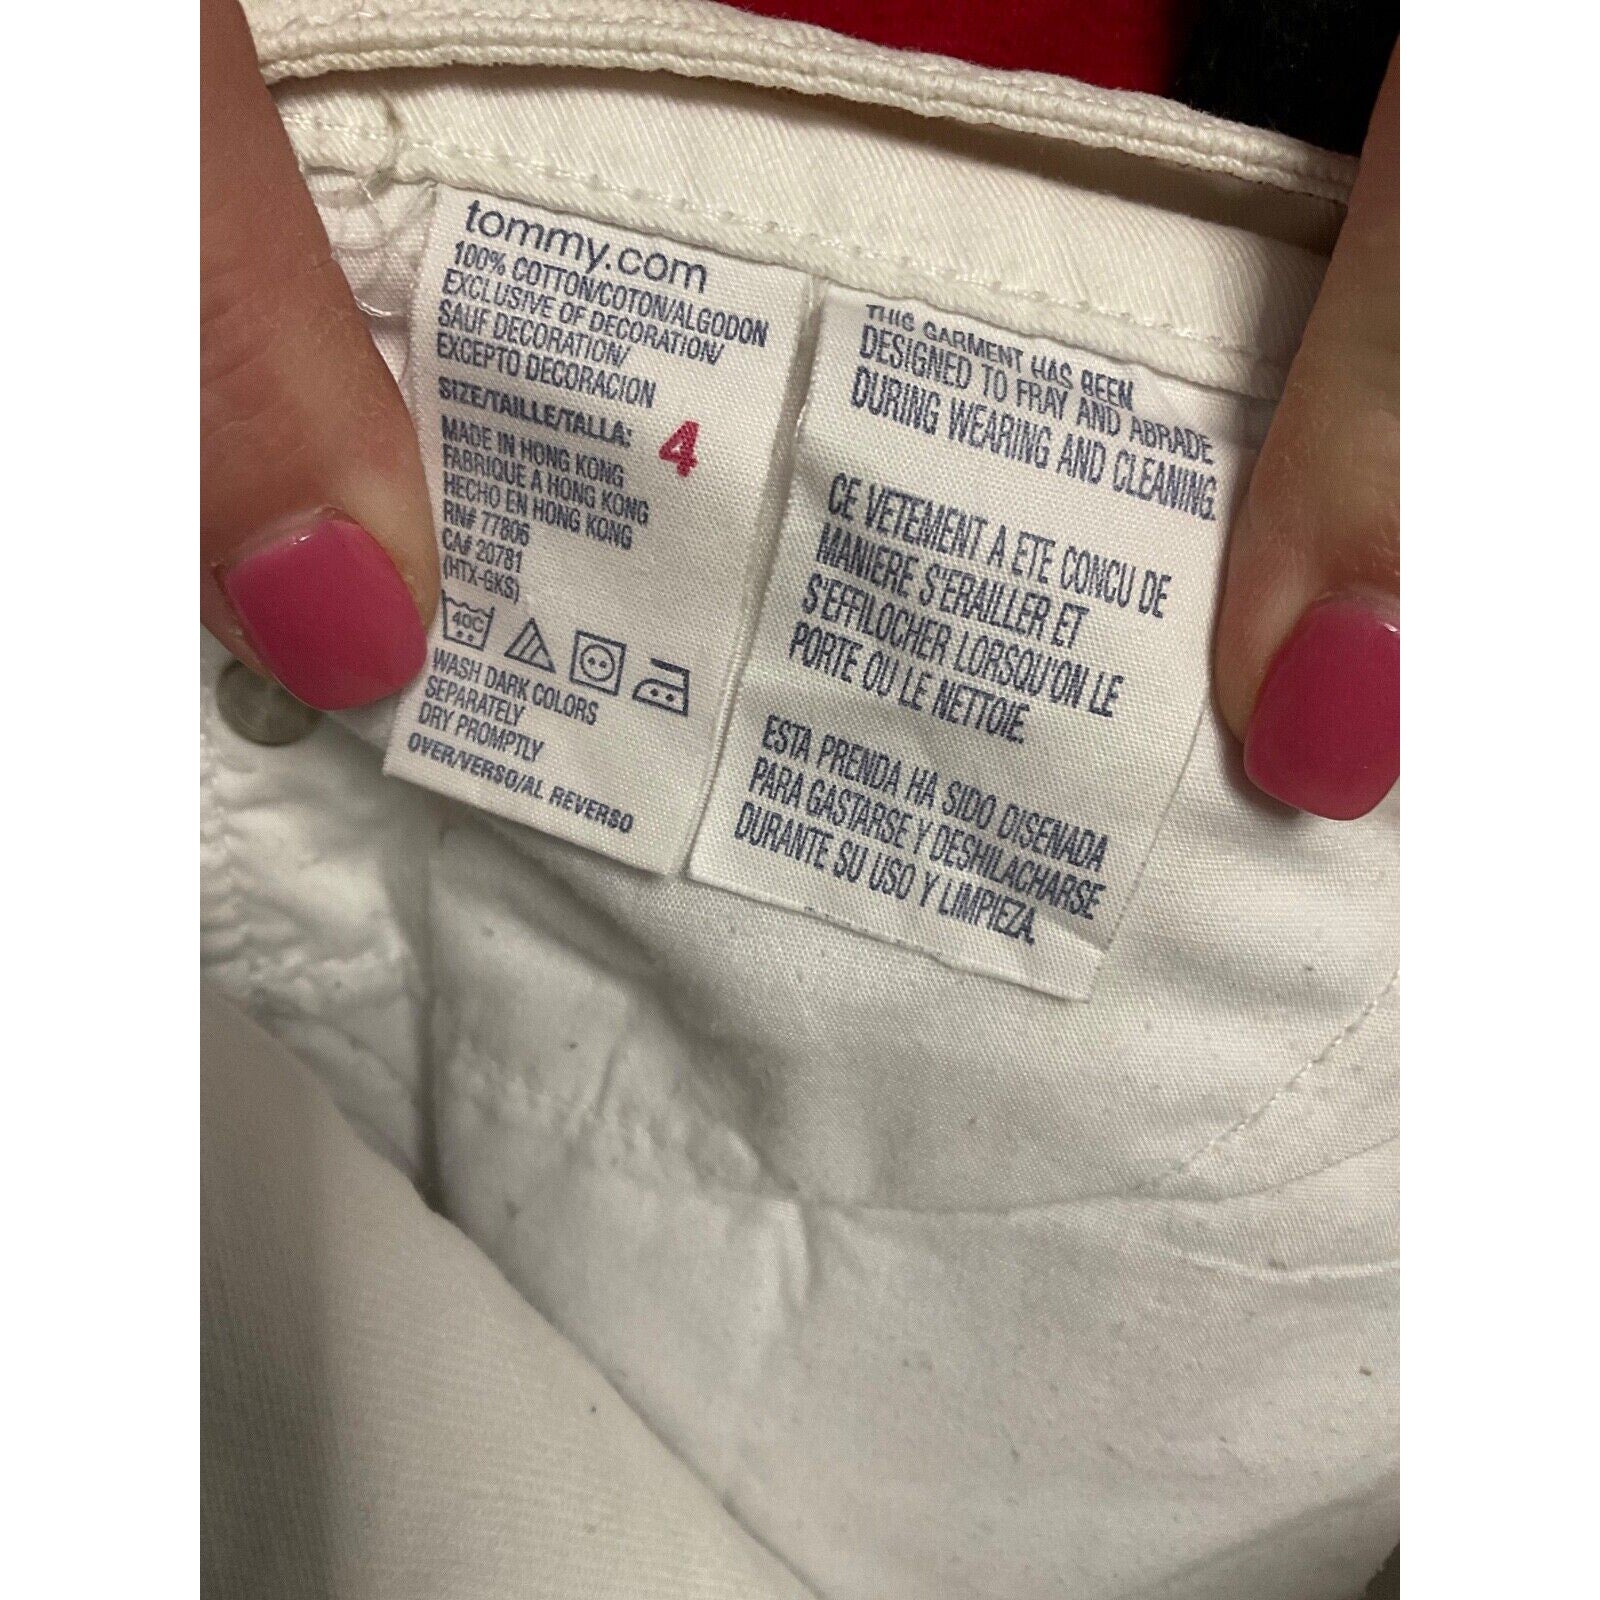 tommy.com
100% COTTON/COTON/ALGODON
EXCLUSIVE OF DECORATION/
SAUF DECORATION/
EXCEPTO DECORACION
SIZE/TAILLE/TALLA: 4
MADE IN HONG KONG
FABRIQUE A HONG KONG
HECHO EN HONG KONG
RN# 77806
CA# 20781
(HTX-GKS)
40C
WASH DARK COLORS
SEPARATELY
DRY PROMPTLY
OVER/VERSO/AL REVERSO
THIS GARMENT HAS BEEN
DESIGNED TO FRAY AND ABRADE
DURING WEARING AND CLEANING.
CE VETEMENT A ETE CONCU DE
MANIERE S'ERAILLER ET
S'EFFILOCHER LORSQU'ON LE
PORTE OU LE NETTOIE.
ESTA PRENDA HA SIDO DISENADA
PARA GASTARSE Y DESHILACHARSE
DURANTE SU USO Y LIMPIEZA.